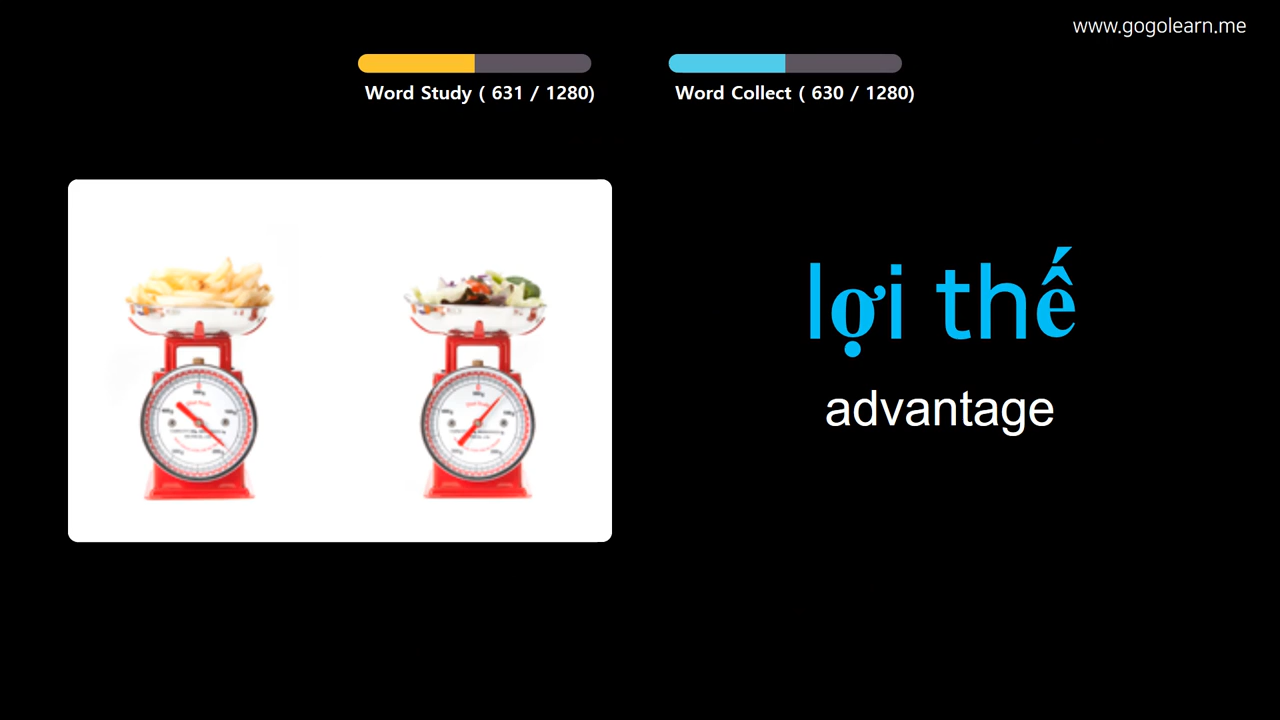 www.gogolearn.me
Word Study ( 631 / 1280)
Word Collect ( 630 / 1280)
lợi thế
advantage